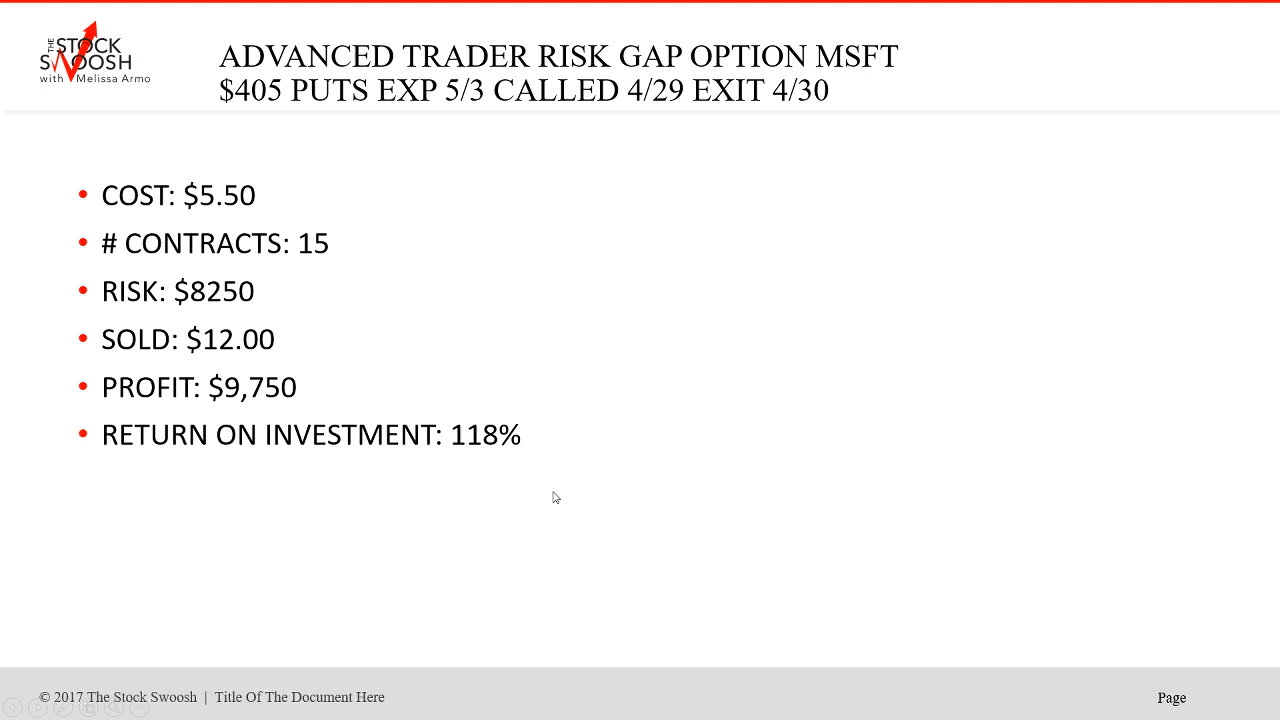 THE
STOCK
SWOOSH
with Melissa Armo
ADVANCED TRADER RISK GAP OPTION MSFT
$405 PUTS EXP 5/3 CALLED 4/29 EXIT 4/30
• COST: $5.50
• # CONTRACTS: 15
• RISK: $8250
• SOLD: $12.00
• PROFIT: $9,750
• RETURN ON INVESTMENT: 118%
© 2017 The Stock Swoosh | Title Of The Document Here
Page